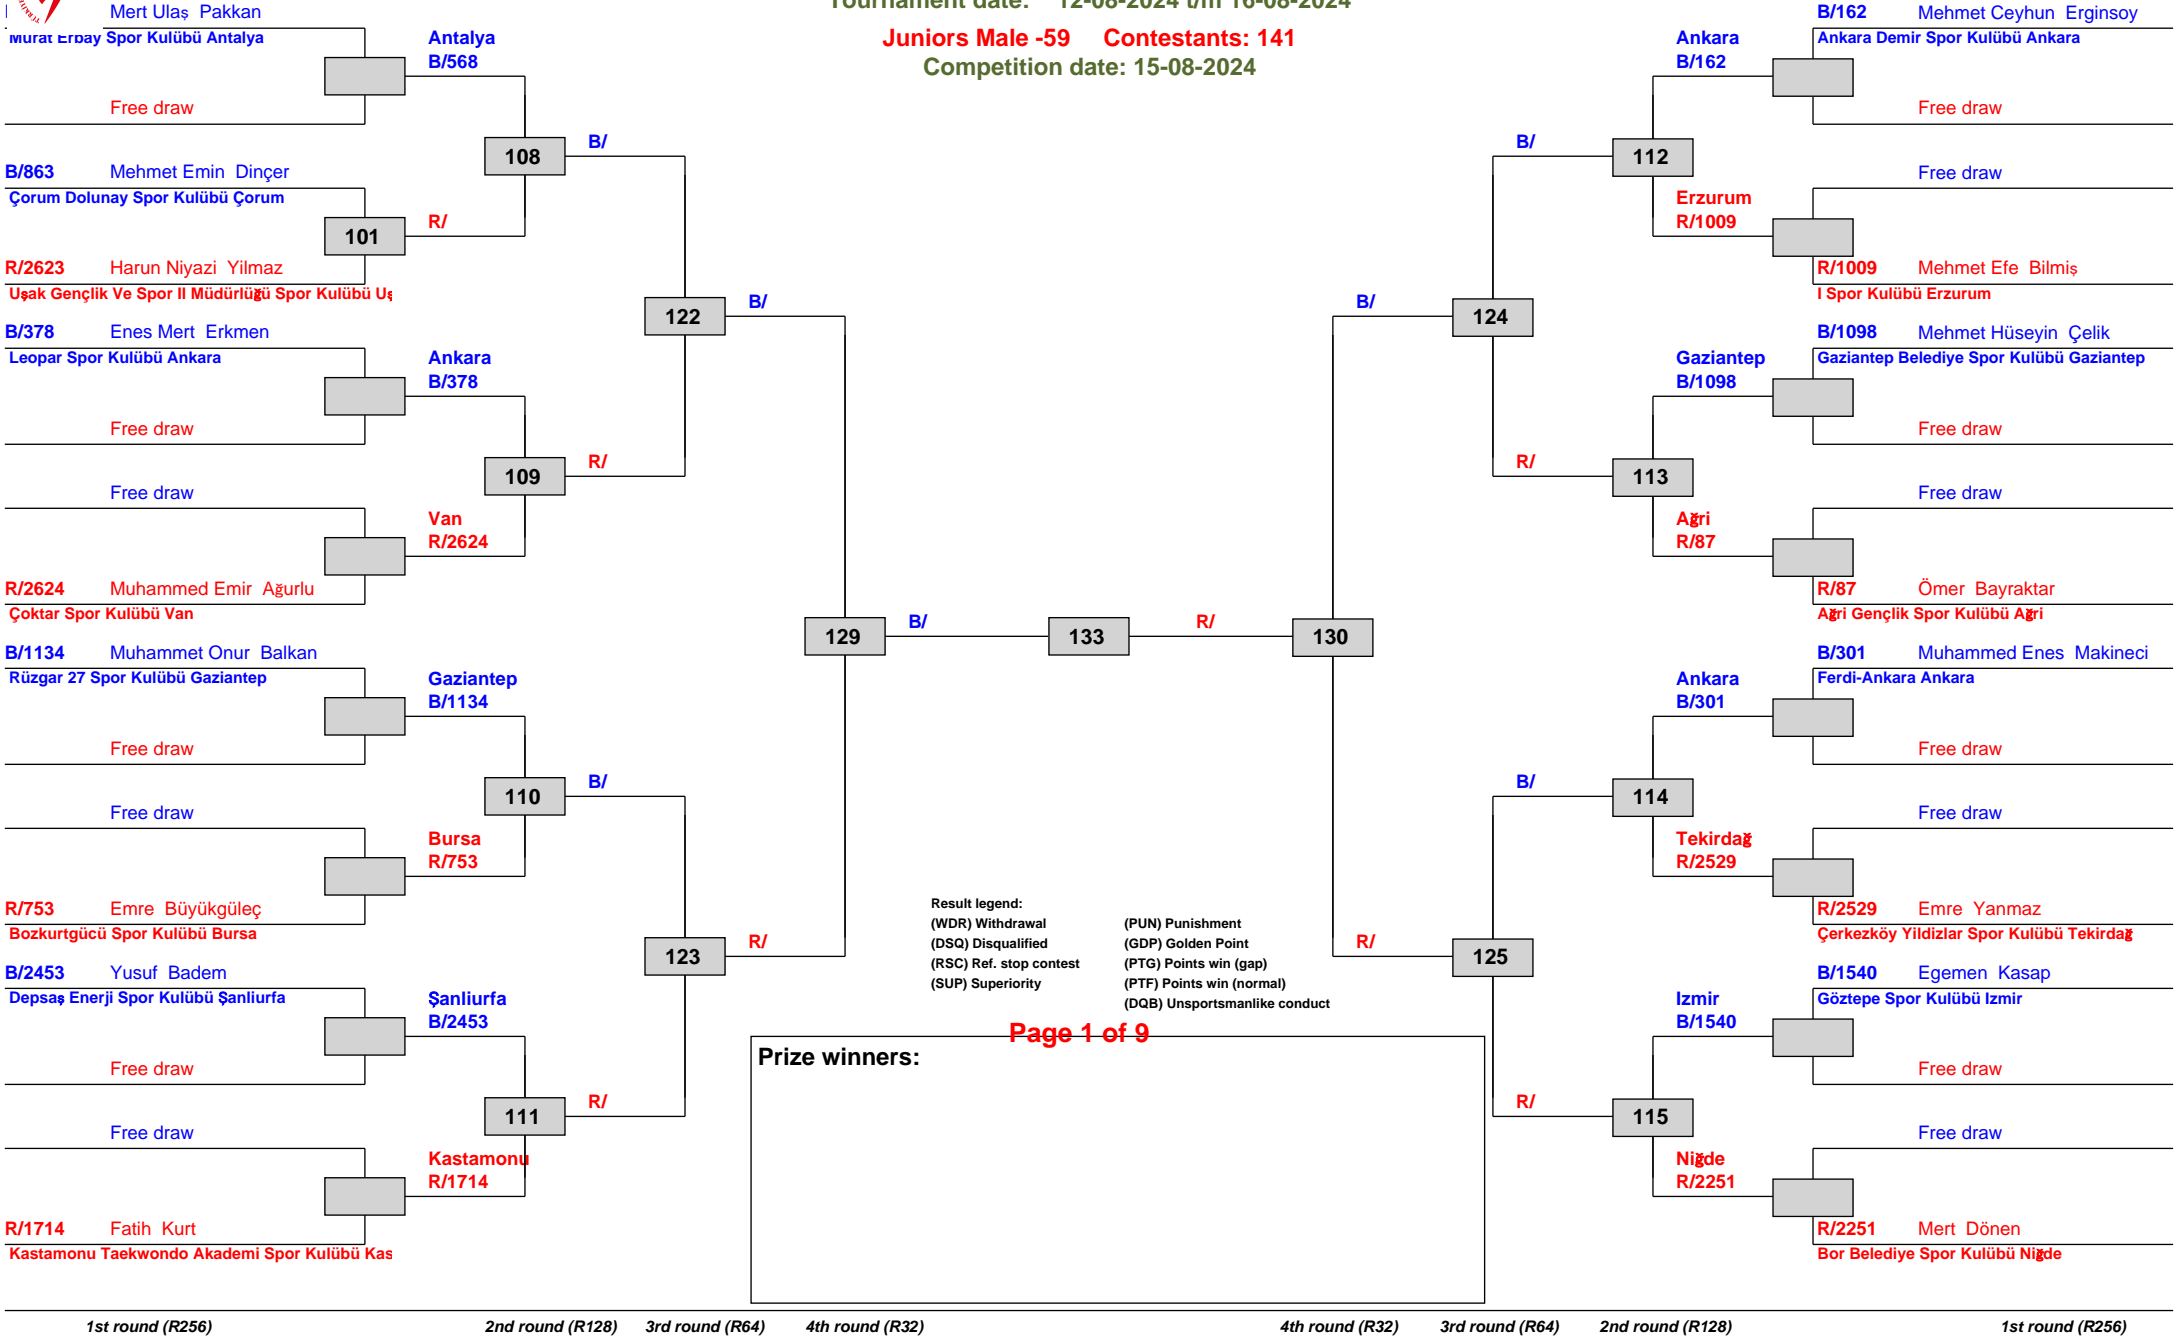 Tournament date: 12-08-2024 t/m 16-08-2024
Juniors Male -59 Contestants: 141
Competition date: 15-08-2024
Mert Ulaş Pakkan
Murat Erbay Spor Kulübü Antalya
Antalya
B/568
Free draw
108
B/
B/863 Mehmet Emin Dinçer
Çorum Dolunay Spor Kulübü Çorum
101
R/
R/2623 Harun Niyazi Yilmaz
Uşak Gençlik Ve Spor Il Müdürlüğü Spor Kulübü Uş
122
B/
B/378 Enes Mert Erkmen
Leopar Spor Kulübü Ankara
Ankara
B/378
Free draw
109
R/
Free draw
Van
R/2624
R/2624 Muhammed Emir Ağurlu
Çoktar Spor Kulübü Van
129
B/
133
R/
130
B/1134 Muhammet Onur Balkan
Rüzgar 27 Spor Kulübü Gaziantep
Gaziantep
B/1134
Free draw
110
B/
Free draw
Bursa
R/753
R/753 Emre Büyükgüleç
Bozkurtgücü Spor Kulübü Bursa
123
R/
B/2453 Yusuf Badem
Depsaş Enerji Spor Kulübü Şanliurfa
Şanliurfa
B/2453
Free draw
111
R/
Free draw
Kastamonu
R/1714
R/1714 Fatih Kurt
Kastamonu Taekwondo Akademi Spor Kulübü Kas
B/162 Mehmet Ceyhun Erginsoy
Ankara Demir Spor Kulübü Ankara
Ankara
B/162
Free draw
B/
112
Free draw
Erzurum
R/1009
R/1009 Mehmet Efe Bilmiş
I Spor Kulübü Erzurum
B/
124
B/1098 Mehmet Hüseyin Çelik
Gaziantep Belediye Spor Kulübü Gaziantep
Gaziantep
B/1098
Free draw
R/
113
Free draw
Ağri
R/87
R/87 Ömer Bayraktar
Ağri Gençlik Spor Kulübü Ağri
B/301 Muhammed Enes Makineci
Ferdi-Ankara Ankara
Ankara
B/301
Free draw
B/
114
Free draw
Tekirdağ
R/2529
R/2529 Emre Yanmaz
Çerkezköy Yildizlar Spor Kulübü Tekirdağ
R/
125
B/1540 Egemen Kasap
Göztepe Spor Kulübü Izmir
Izmir
B/1540
Free draw
R/
115
Free draw
Niğde
R/2251
R/2251 Mert Dönen
Bor Belediye Spor Kulübü Niğde
Result legend:
(WDR) Withdrawal (PUN) Punishment
(DSQ) Disqualified (GDP) Golden Point
(RSC) Ref. stop contest (PTG) Points win (gap)
(SUP) Superiority (PTF) Points win (normal)
(DQB) Unsportsmanlike conduct
Page 1 of 9
Prize winners:
1st round (R256) 2nd round (R128) 3rd round (R64) 4th round (R32) 4th round (R32) 3rd round (R64) 2nd round (R128) 1st round (R256)